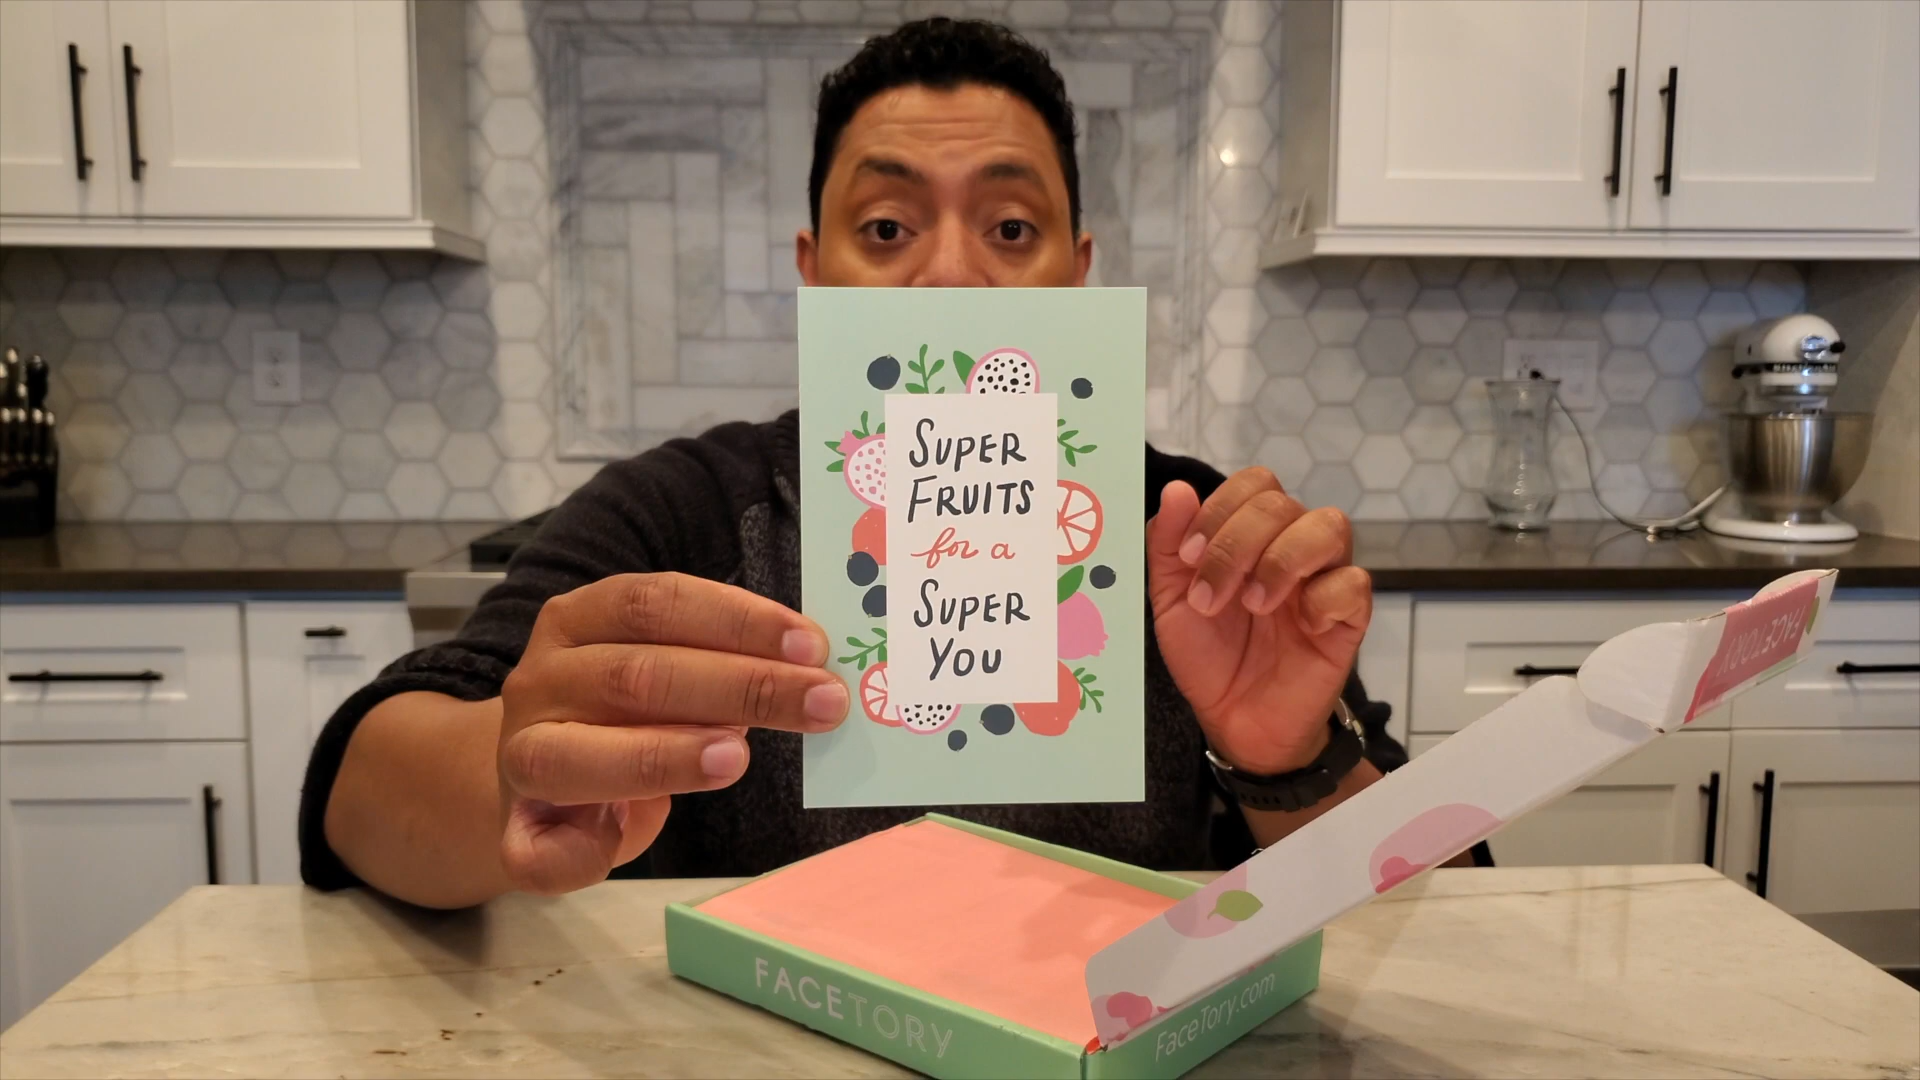 SUPER
FRUITS
for a
SUPER
YOU
FACETORY
FACETORY
FaceTory.com